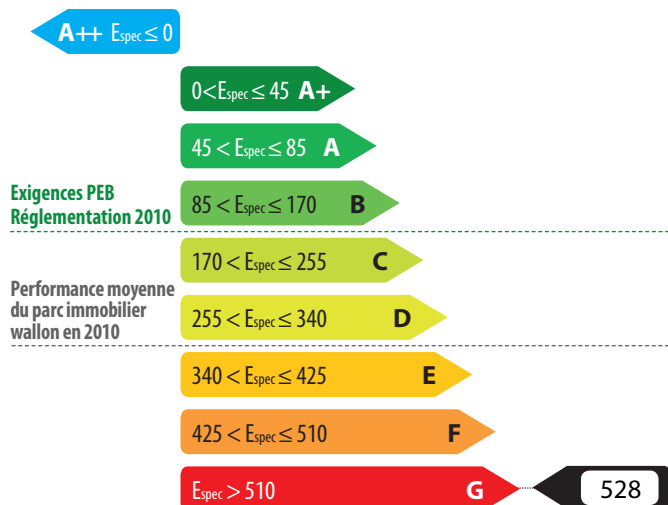 A++ Espec ≤ 0
0<Espec ≤ 45 A+
45 < Espec ≤ 85 A
Exigences PEB
Réglementation 2010
85 < Espec ≤ 170 B
170 < Espec ≤ 255 C
Performance moyenne
du parc immobilier
wallon en 2010
255 < Espec ≤ 340 D
340 < Espec ≤ 425 E
425 < Espec ≤ 510 F
Espec > 510 G 528